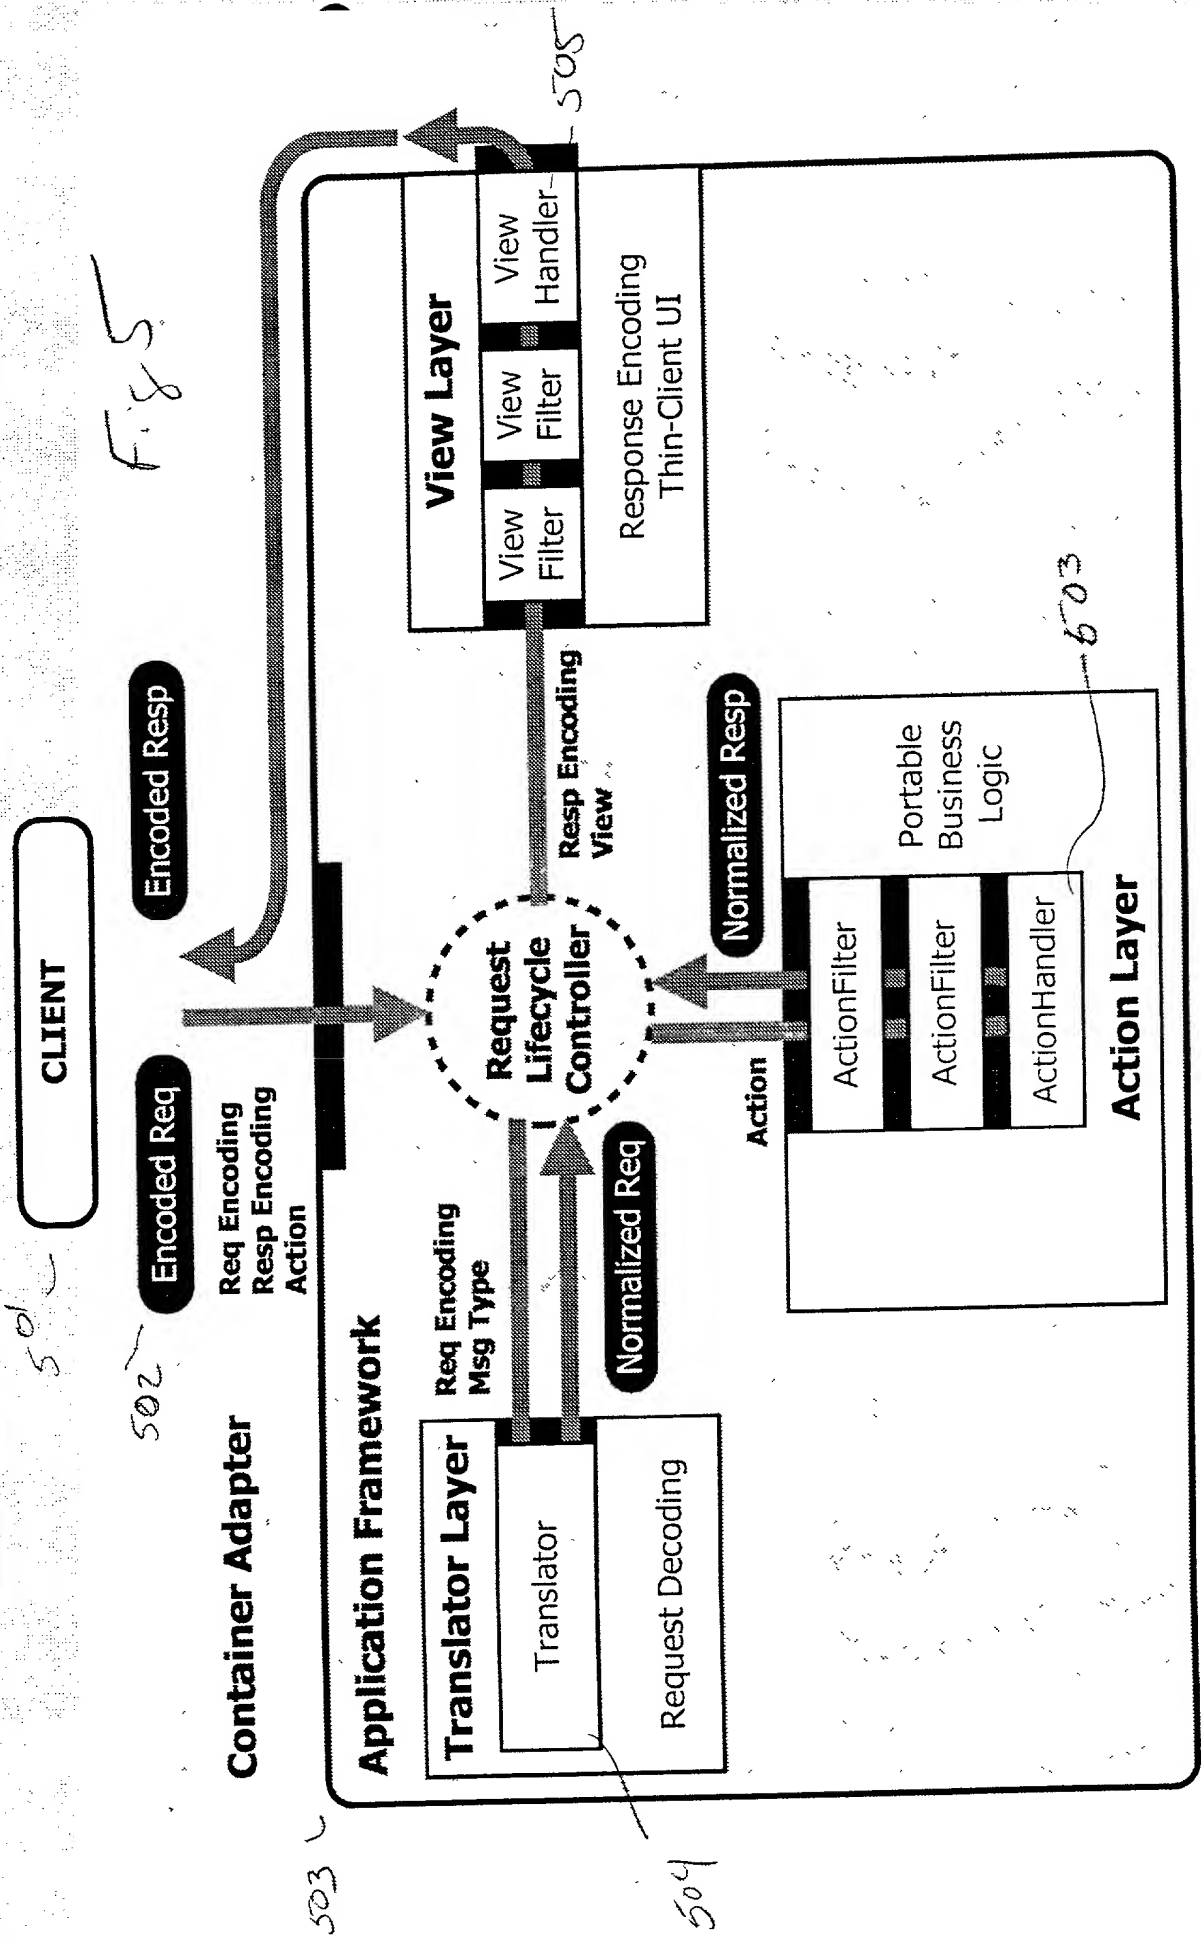 501
CLIENT
502
Encoded Req
Encoded Resp
Fig 5
Container Adapter
Req Encoding
Resp Encoding
Action
503
Application Framework
Translator Layer
Translator
Request Decoding
504
Req Encoding
Msg Type
Normalized Req
Request
Lifecycle
Controller
Resp Encoding
View
View Layer
View
Filter
View
Filter
View
Handler
505
Response Encoding
Thin-Client UI
Action
Normalized Resp
ActionFilter
ActionFilter
ActionHandler
Portable
Business
Logic
603
Action Layer